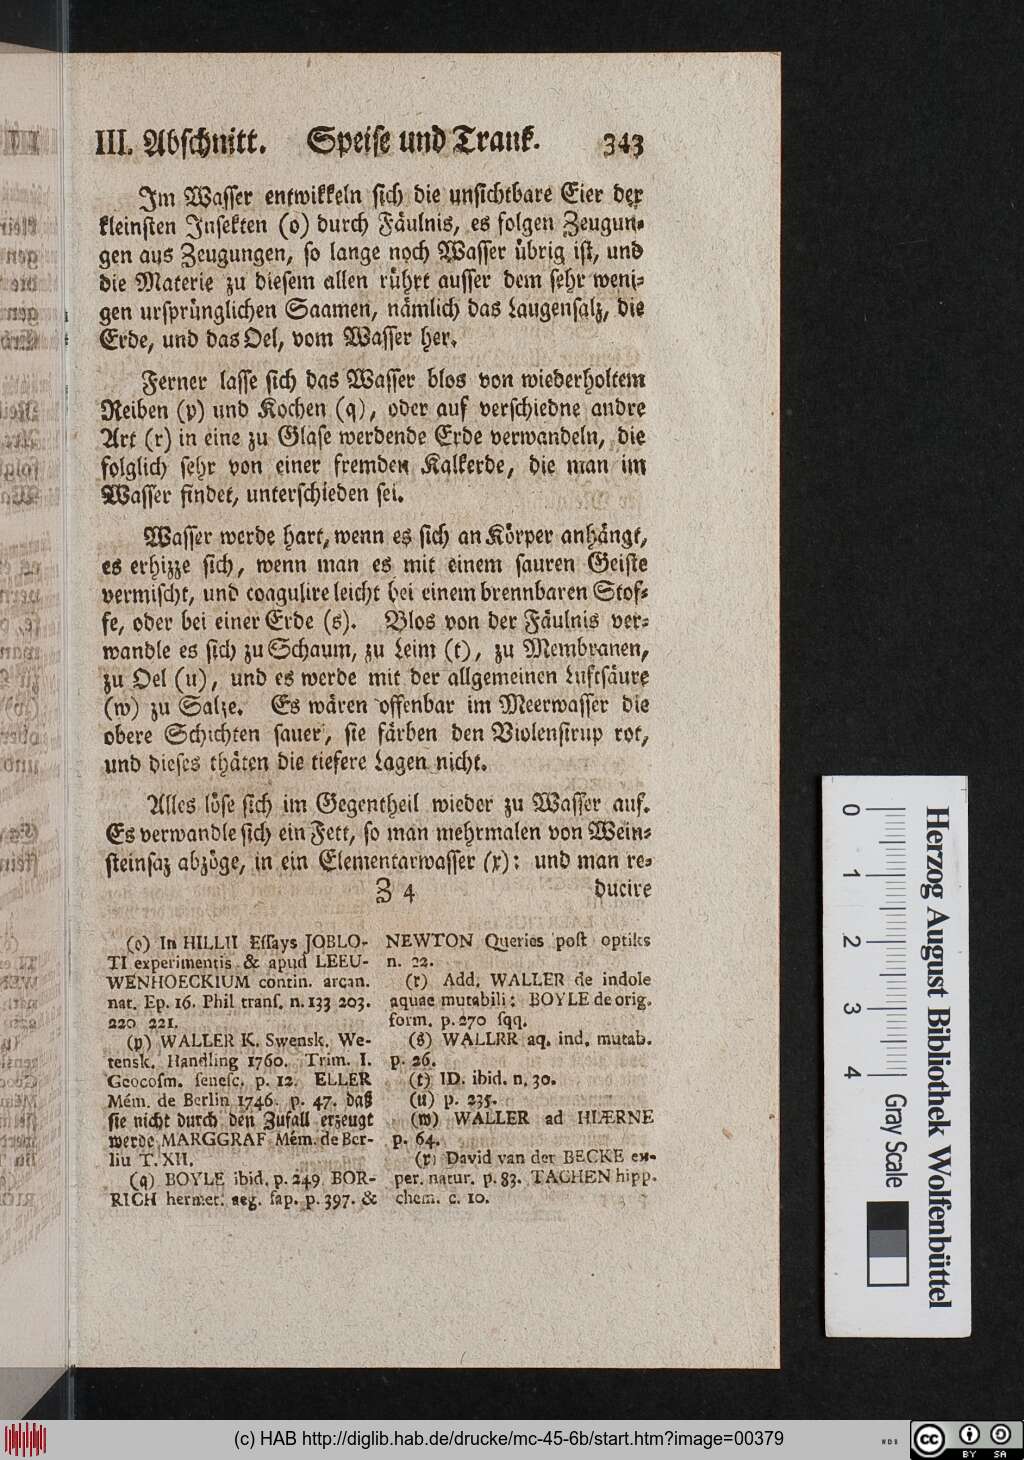 III. Abschnitt. Speise und Trank. 343
Im Wasser entwikkeln sich die unsichtbare Eier der
kleinsten Insekten (o) durch Fäulnis, es folgen Zeugun-
gen aus Zeugungen, so lange noch Wasser übrig ist, und
die Materie zu diesem allen rührt ausser dem sehr weni-
gen ursprünglichen Saamen, nämlich das Laugensalz, die
Erde, und das Oel, vom Wasser her.
Ferner lasse sich das Wasser blos von wiederholtem
Reiben (p) und Kochen (q), oder auf verschiedne andre
Art (r) in eine zu Glase werdende Erde verwandeln, die
folglich sehr von einer fremden Kalkerde, die man im
Wasser findet, unterschieden sei.
Wasser werde hart, wenn es sich an Körper anhängt,
es erhizze sich, wenn man es mit einem sauren Geiste
vermischt, und coagulire leicht bei einem brennbaren Stof-
fe, oder bei einer Erde (s). Blos von der Fäulnis ver-
wandle es sich zu Schaum, zu Leim (t), zu Membranen,
zu Oel (u), und es werde mit der allgemeinen Luftsäure
(w) zu Salze. Es wären offenbar im Meerwasser die
obere Schichten sauer, sie färben den Violensirup rot,
und dieses thäten die tiefere Lagen nicht.
Alles löse sich im Gegentheil wieder zu Wasser auf.
Es verwandle sich ein Fett, so man mehrmalen von Wein-
steinsaz abzöge, in ein Elementarwasser (x): und man re-
Z 4 ducire
(o) In HILLII Essays JOBLO-
TI experimentis & apud LEEU-
WENHOECKIUM contin. arcan.
nat. Ep. 16. Phil trans. n. 133 203.
220 221.
(p) WALLER K. Swensk. We-
tensk. Handling 1760. Trim. I.
Geocosm. senesc. p. 12. ELLER
Mém. de Berlin 1746. p. 47. daß
sie nicht durch den Zufall erzeugt
werde MARGGRAF Mém. de Ber-
lin T. XII.
(q) BOYLE ibid. p. 249 BOR-
RICH hermet. aeg. sap. p. 397. &
NEWTON Queries post optiks
n. 22.
(r) Add. WALLER de indole
aquae mutabili: BOYLE de orig.
form. p. 270 sqq.
(s) WALLRR aq. ind. mutab.
p. 26.
(t) ID. ibid. n. 30.
(u) p. 235.
(w) WALLER ad HIÆRNE
p. 64.
(x) David van der BECKE ex-
per. natur. p. 83. TACHEN hipp.
chem. c. 10.
0 1 2 3 4 Gray Scale
Herzog August Bibliothek Wolfenbüttel
(c) HAB http://diglib.hab.de/drucke/mc-45-6b/start.htm?image=00379
cc BY SA